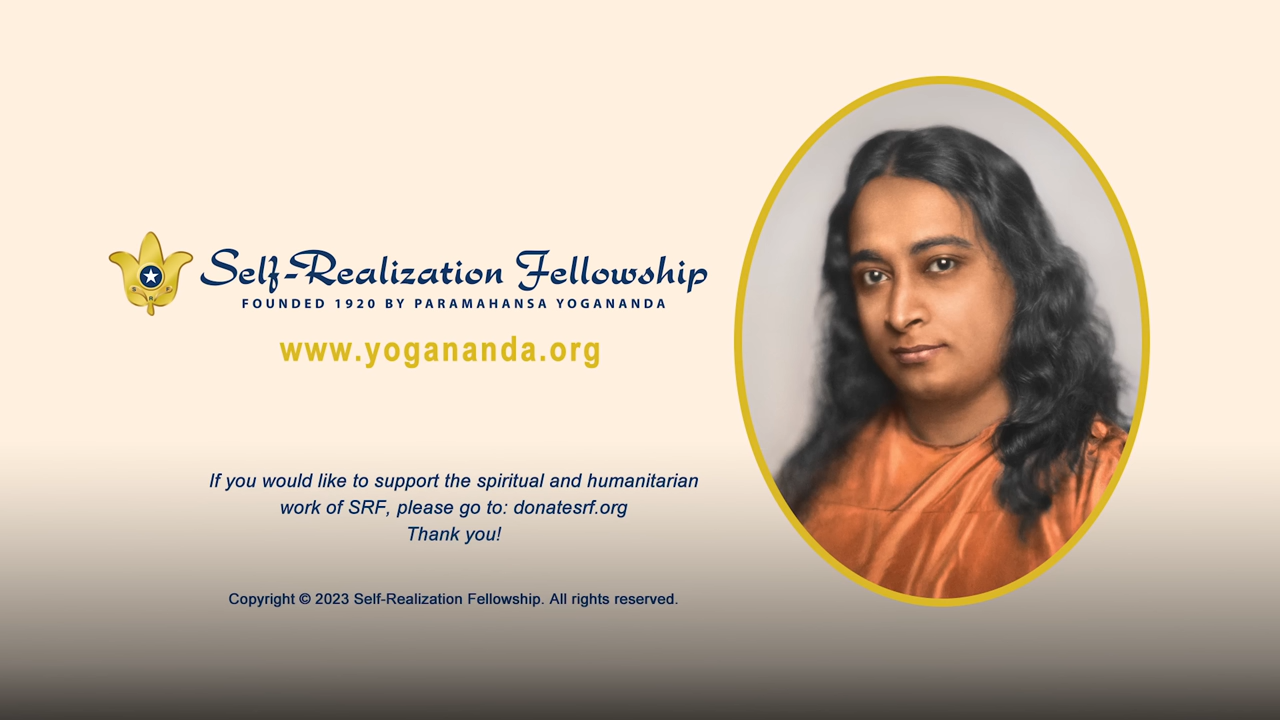 Self-Realization Fellowship
FOUNDED 1920 BY PARAMAHANSA YOGANANDA
www.yogananda.org
If you would like to support the spiritual and humanitarian
work of SRF, please go to: donatesrf.org
Thank you!
Copyright © 2023 Self-Realization Fellowship. All rights reserved.